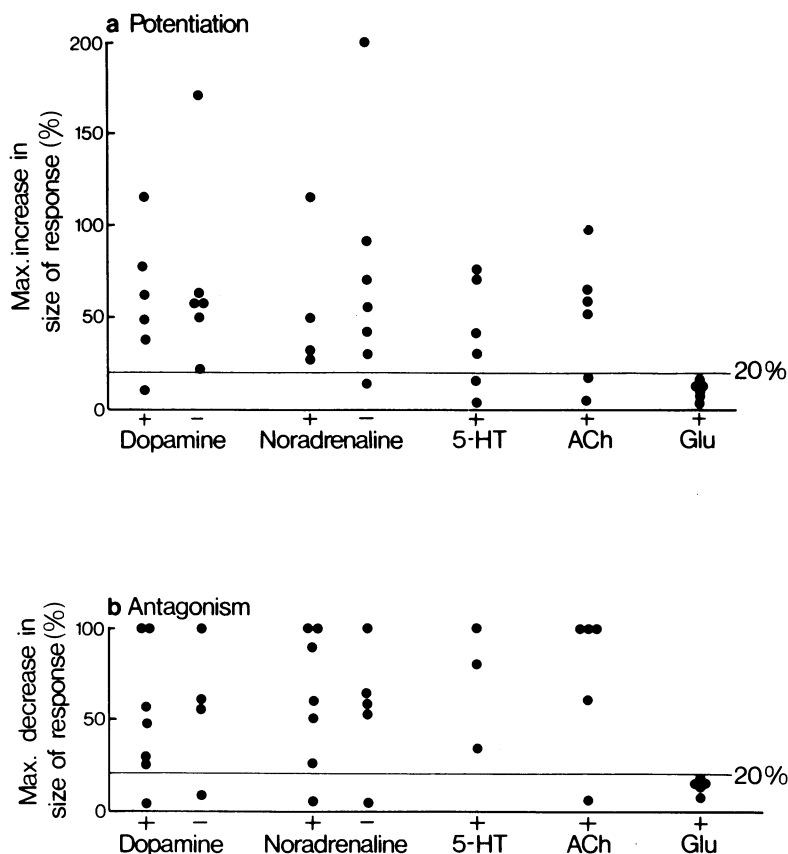 a Potentiation
Max. increase in
size of response (%)
200
150
100
50
0
20%
+ − + − + + +
Dopamine Noradrenaline 5-HT ACh Glu
b Antagonism
Max. decrease in
size of response (%)
100
50
0
20%
+ − + − + + +
Dopamine Noradrenaline 5-HT ACh Glu